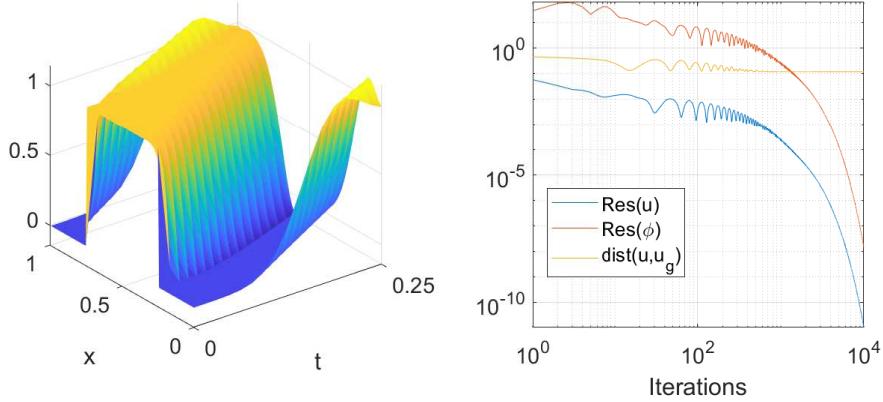 1
0.5
0
1
0.5
0
x
0
0.25
t
10^0
10^-5
10^-10
Res(u)
Res(ϕ)
dist(u,u_g)
10^0
10^2
10^4
Iterations